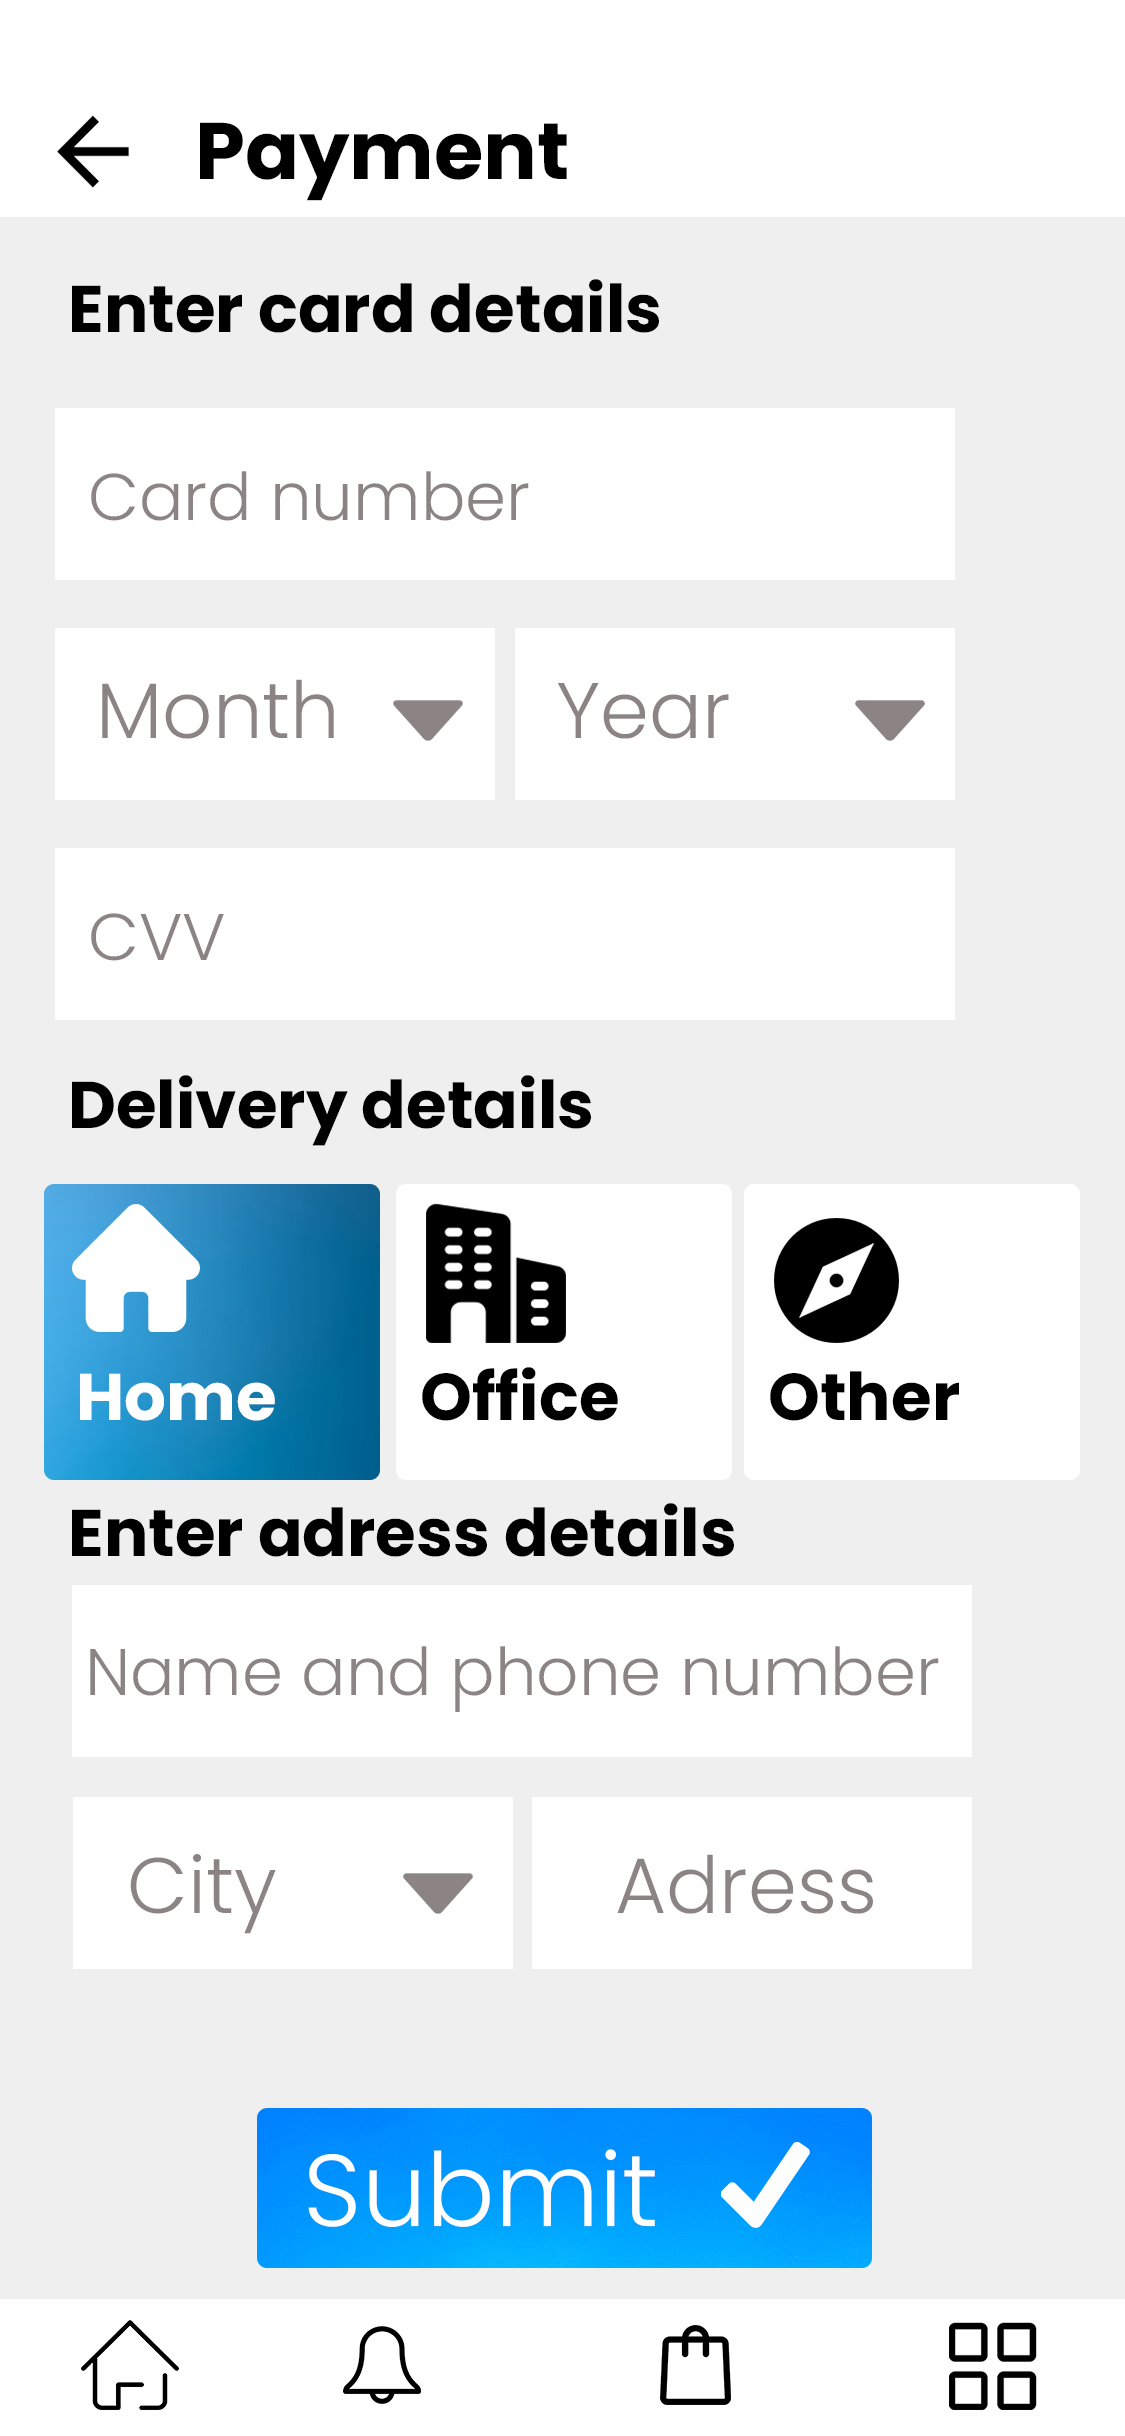 Payment
Enter card details
Card number
Month Year
CVV
Delivery details
Home Office Other
Enter adress details
Name and phone number
City Adress
Submit